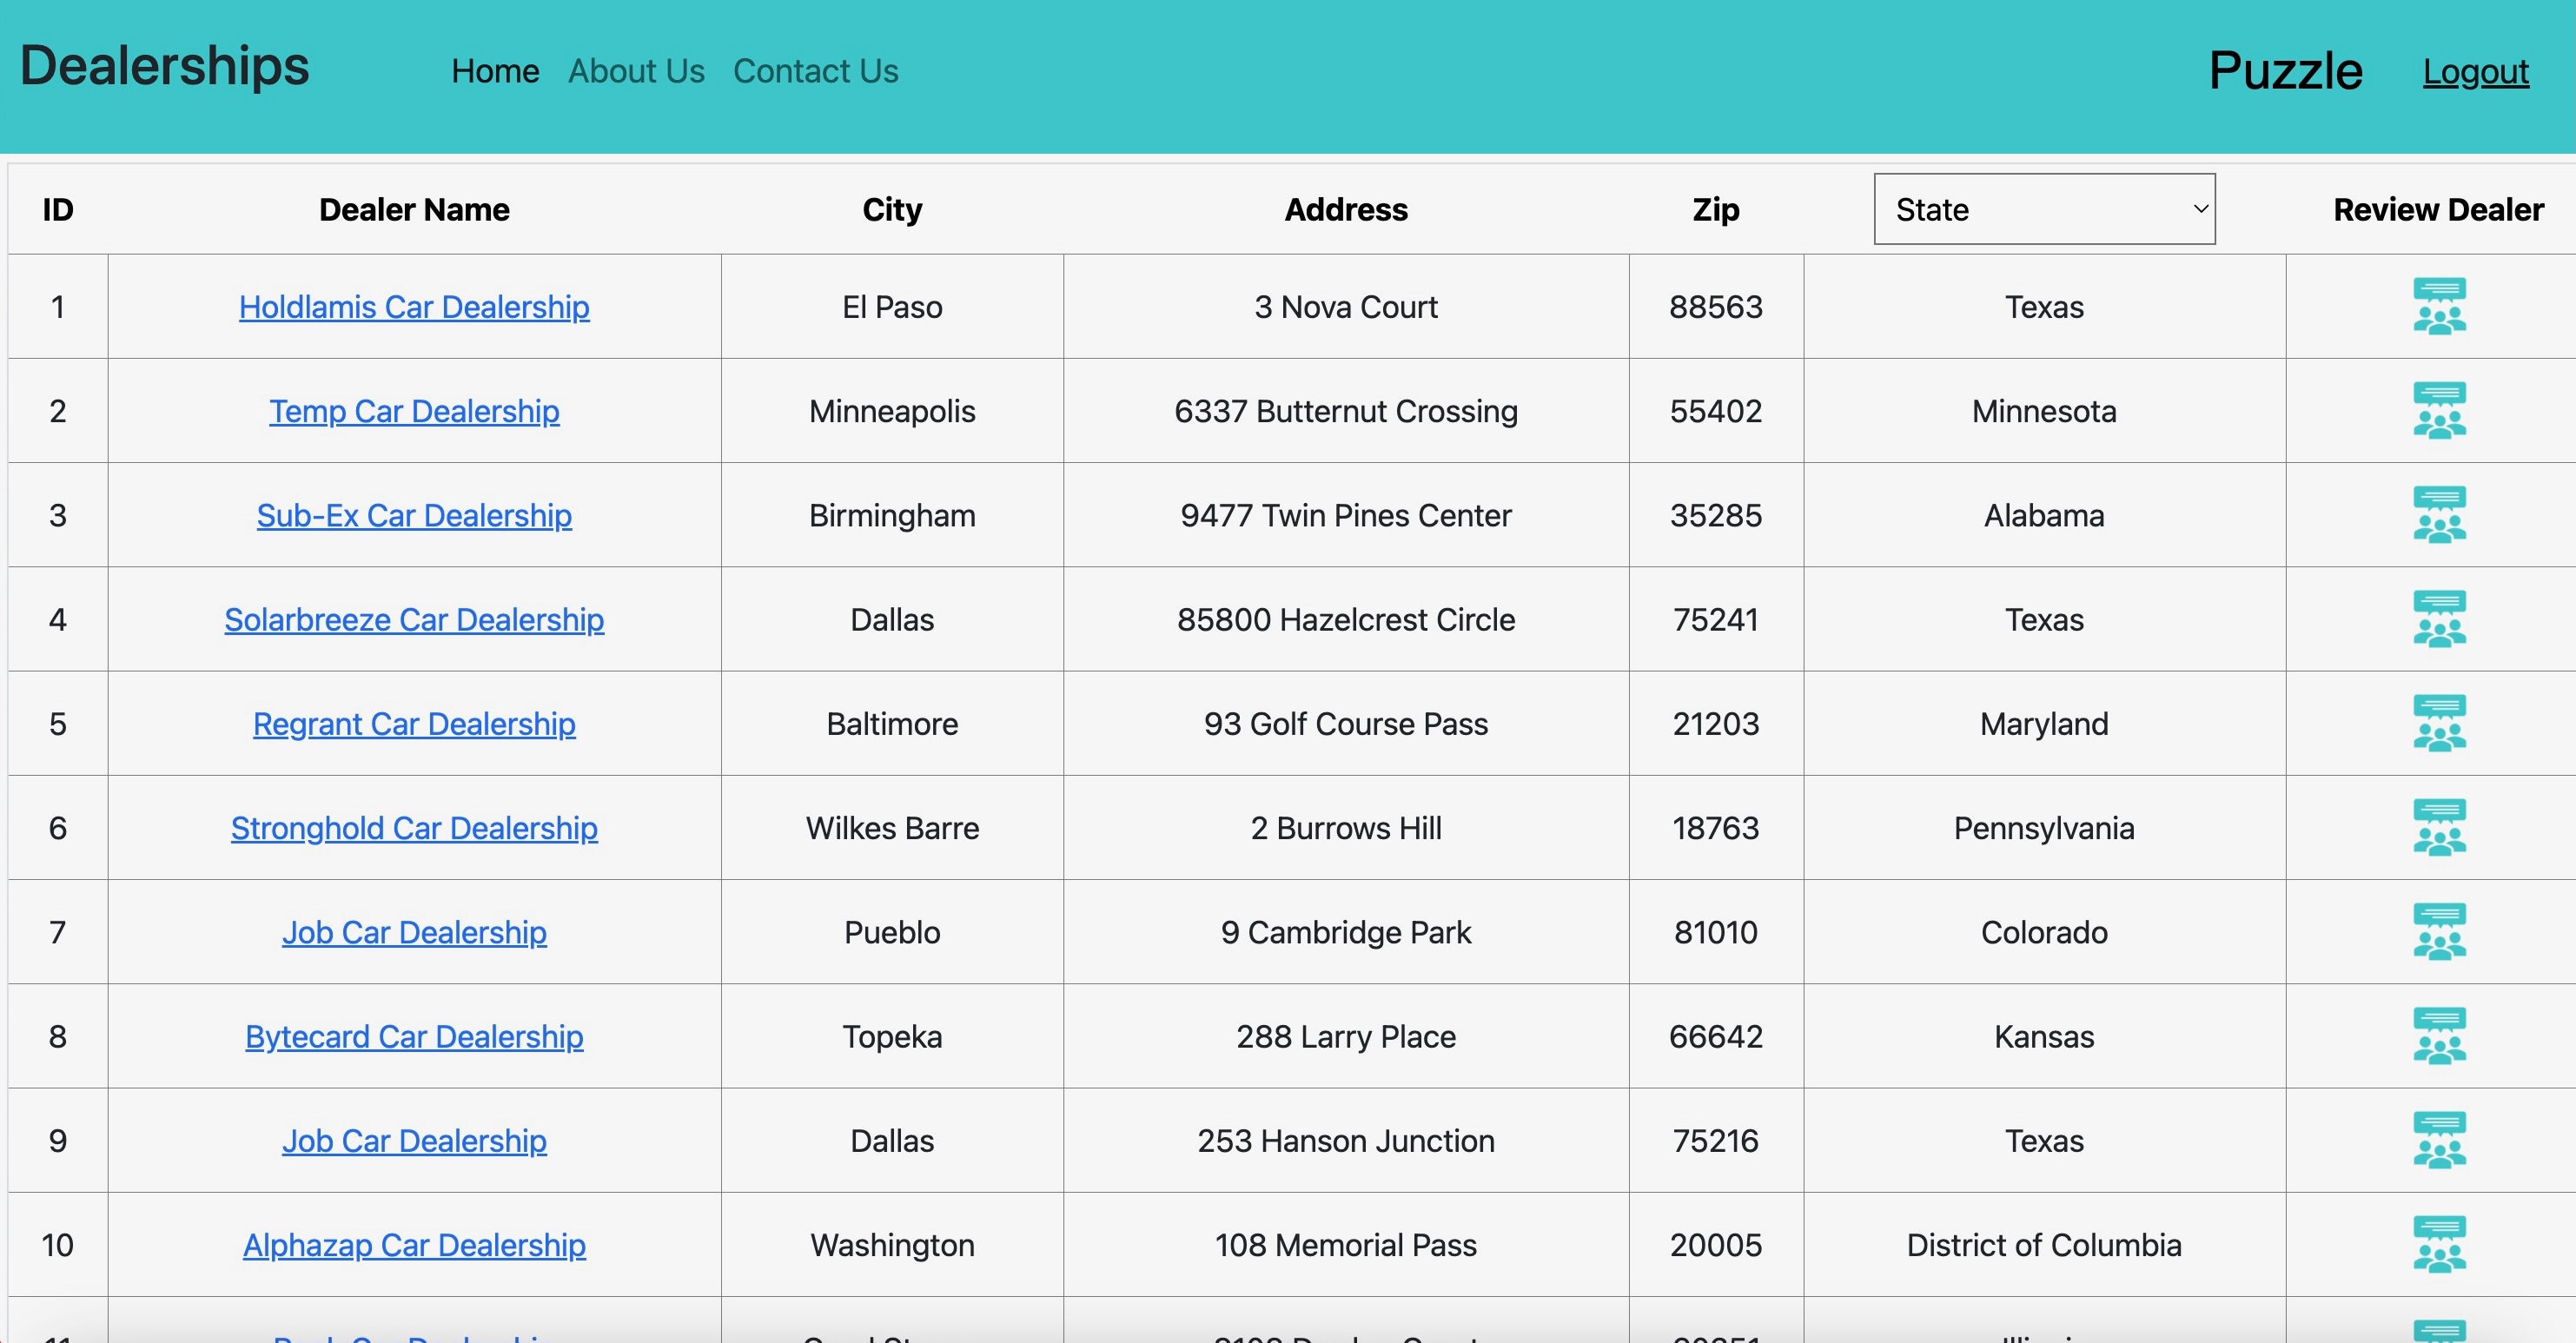 Dealerships Home About Us Contact Us Puzzle Logout
ID Dealer Name City Address Zip State Review Dealer
1 Holdlamis Car Dealership El Paso 3 Nova Court 88563 Texas
2 Temp Car Dealership Minneapolis 6337 Butternut Crossing 55402 Minnesota
3 Sub-Ex Car Dealership Birmingham 9477 Twin Pines Center 35285 Alabama
4 Solarbreeze Car Dealership Dallas 85800 Hazelcrest Circle 75241 Texas
5 Regrant Car Dealership Baltimore 93 Golf Course Pass 21203 Maryland
6 Stronghold Car Dealership Wilkes Barre 2 Burrows Hill 18763 Pennsylvania
7 Job Car Dealership Pueblo 9 Cambridge Park 81010 Colorado
8 Bytecard Car Dealership Topeka 288 Larry Place 66642 Kansas
9 Job Car Dealership Dallas 253 Hanson Junction 75216 Texas
10 Alphazap Car Dealership Washington 108 Memorial Pass 20005 District of Columbia